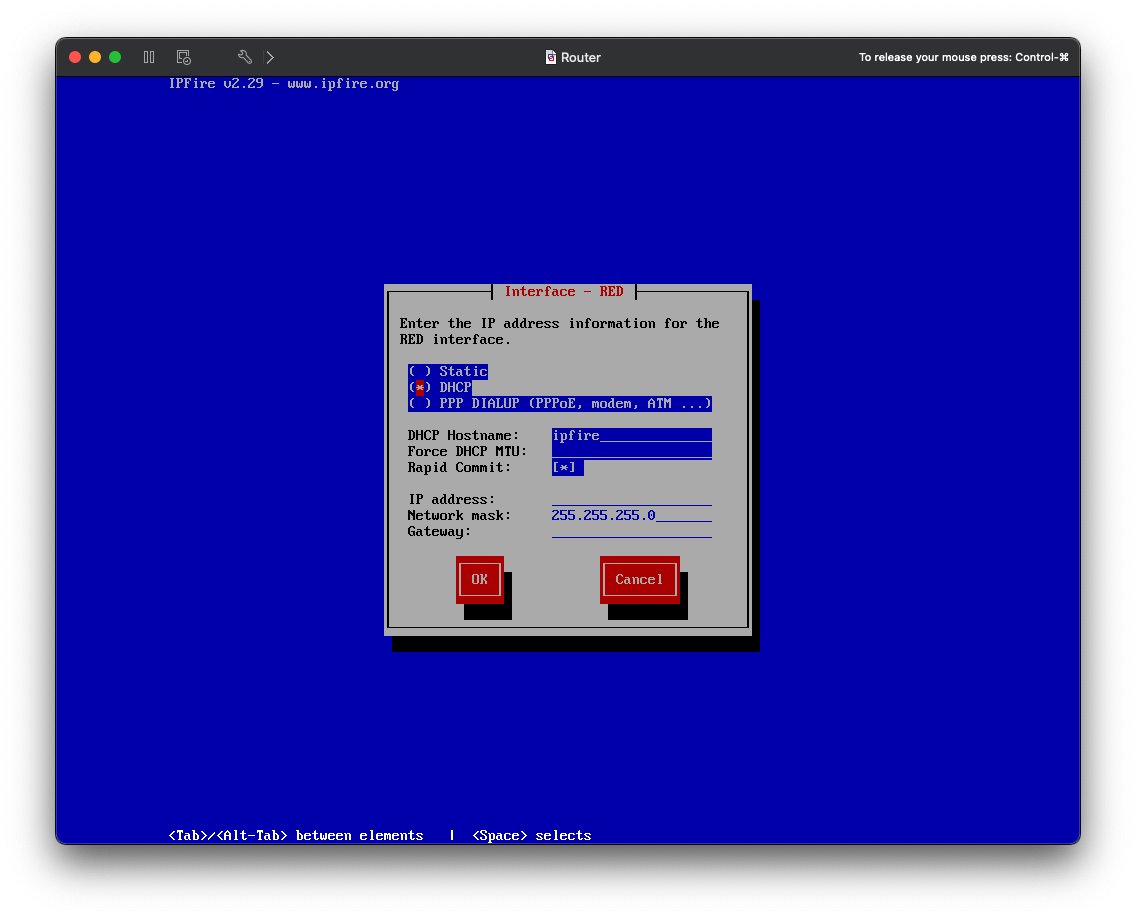 Router
To release your mouse press: Control-⌘
IPFire v2.29 - www.ipfire.org
Interface - RED
Enter the IP address information for the
RED interface.
( ) Static
(*) DHCP
( ) PPP DIALUP (PPPoE, modem, ATM ...)
DHCP Hostname: ipfire
Force DHCP MTU:
Rapid Commit: [*]
IP address:
Network mask: 255.255.255.0
Gateway:
OK Cancel
<Tab>/<Alt-Tab> between elements | <Space> selects